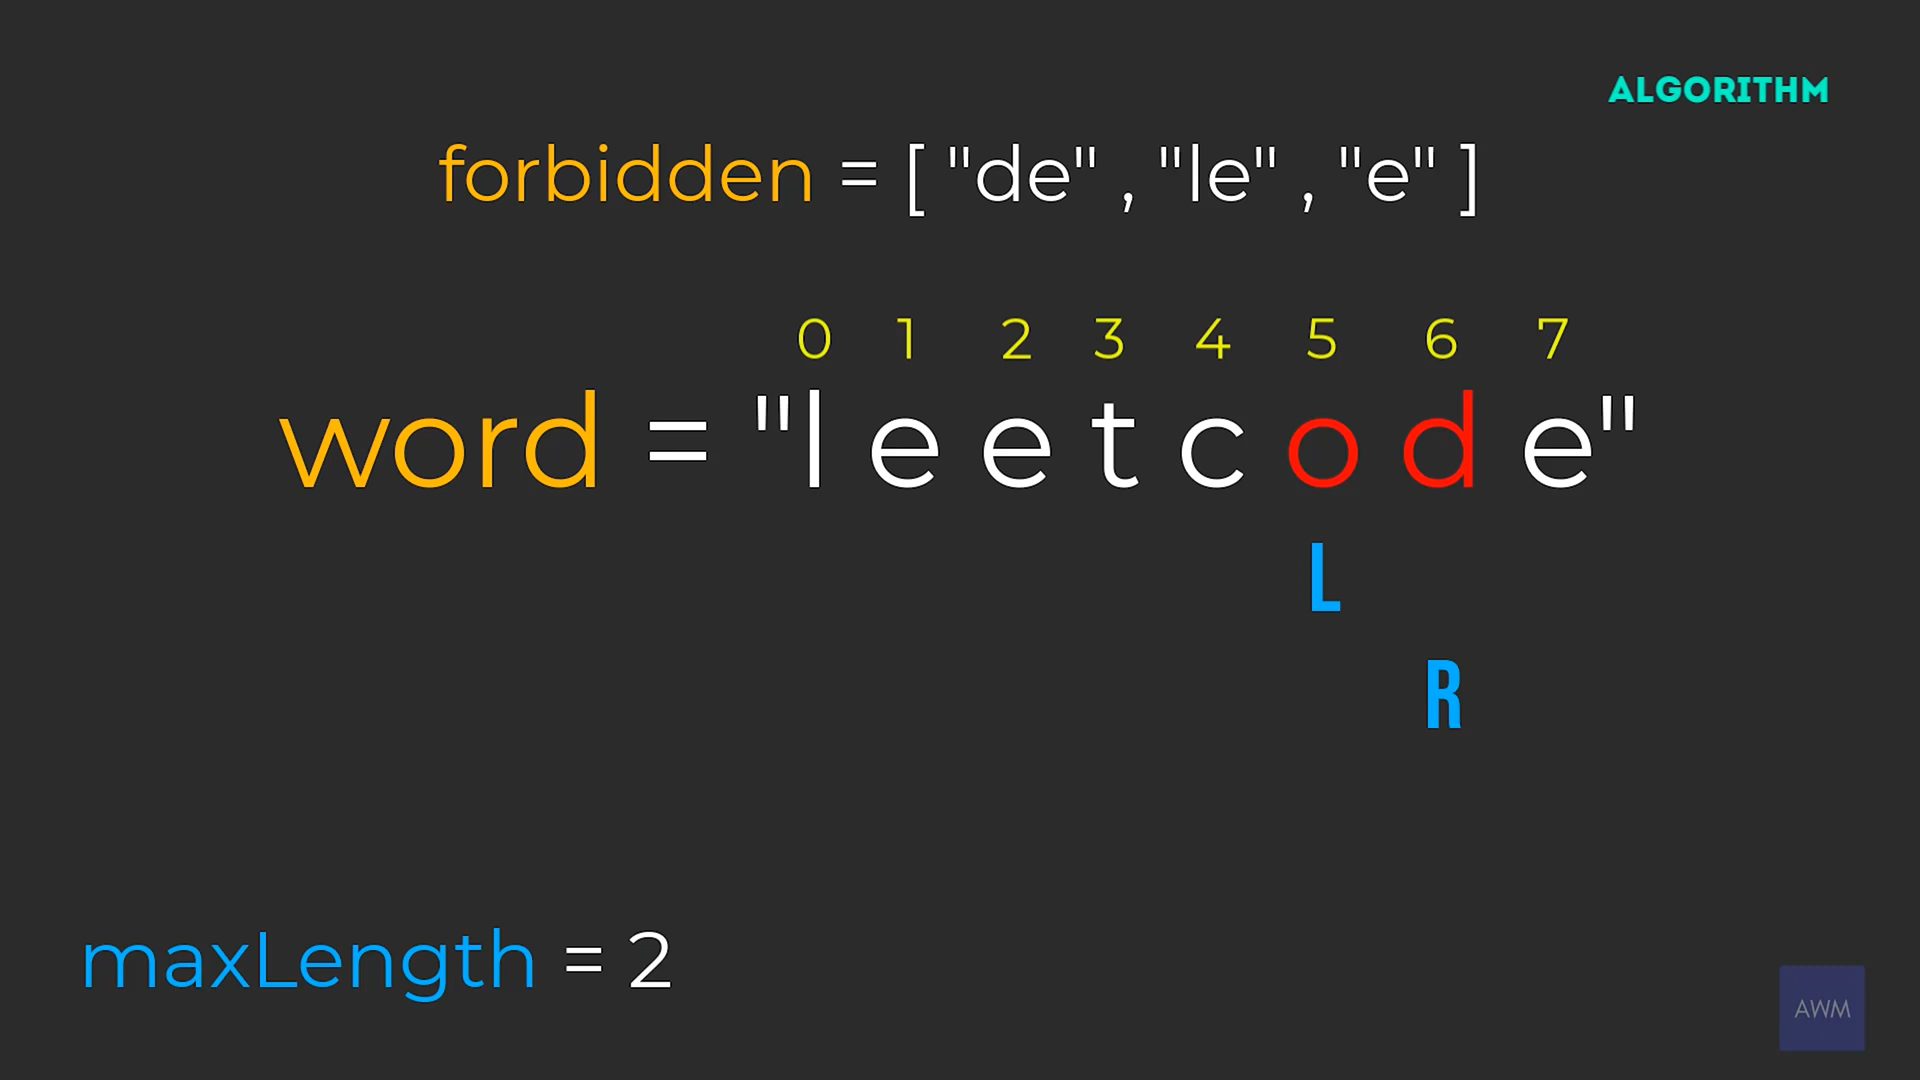 ALGORITHM
forbidden = [ "de" , "le" , "e" ]
0 1 2 3 4 5 6 7
word = "l e e t c o d e"
L
R
maxLength = 2
AWM